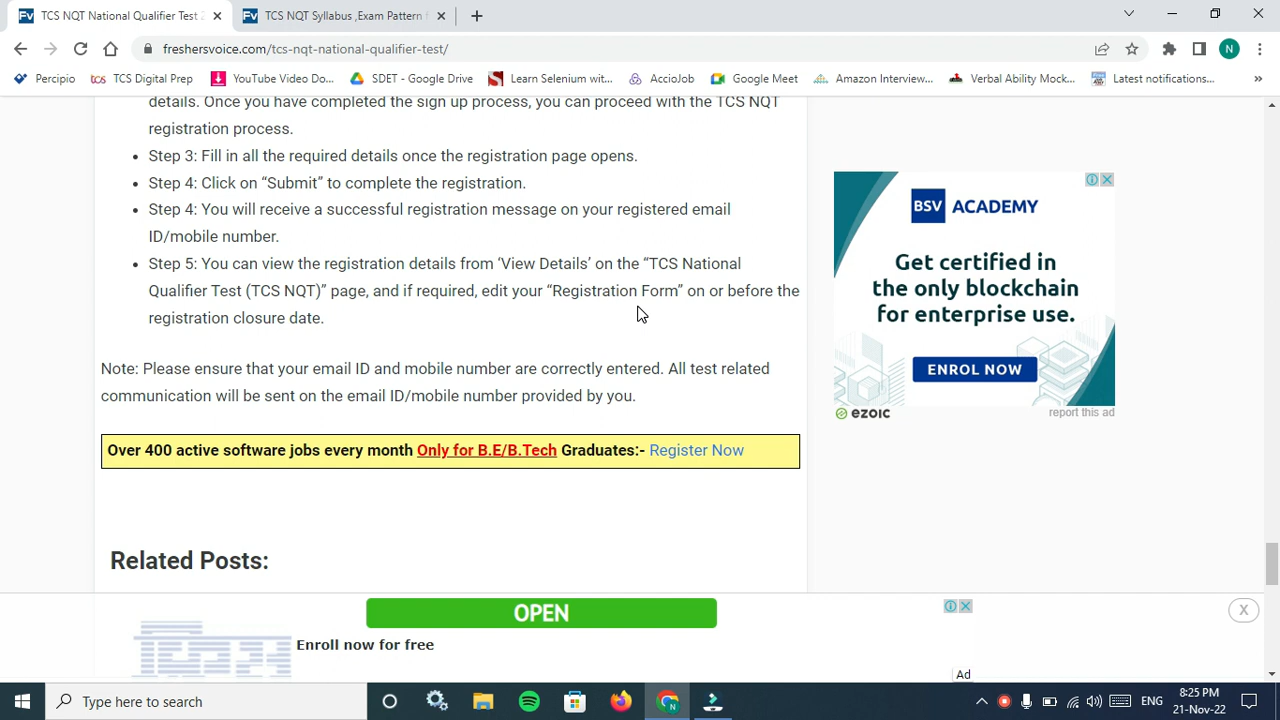 TCS NQT National Qualifier Test 2
TCS NQT Syllabus ,Exam Pattern f
freshersvoice.com/tcs-nqt-national-qualifier-test/
N
Percipio
tcs TCS Digital Prep
YouTube Video Do...
SDET - Google Drive
Learn Selenium wit...
AccioJob
Google Meet
Amazon Interview...
Verbal Ability Mock...
Latest notifications...
details. Once you have completed the sign up process, you can proceed with the TCS NQT
registration process.
Step 3: Fill in all the required details once the registration page opens.
Step 4: Click on “Submit” to complete the registration.
Step 4: You will receive a successful registration message on your registered email
ID/mobile number.
Step 5: You can view the registration details from ‘View Details’ on the “TCS National
Qualifier Test (TCS NQT)” page, and if required, edit your “Registration Form” on or before the
registration closure date.
Note: Please ensure that your email ID and mobile number are correctly entered. All test related
communication will be sent on the email ID/mobile number provided by you.
Over 400 active software jobs every month Only for B.E/B.Tech Graduates:- Register Now
Related Posts:
BSV ACADEMY
Get certified in
the only blockchain
for enterprise use.
ENROL NOW
ezoic
report this ad
OPEN
Enroll now for free
X
Ad
Type here to search
ENG
8:25 PM
21-Nov-22